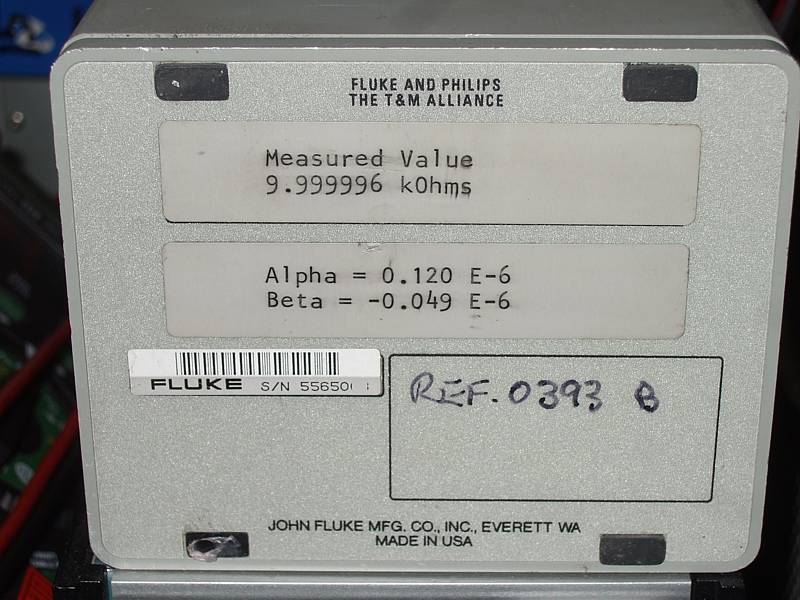 FLUKE AND PHILIPS
THE T&M ALLIANCE
Measured Value
9.999996 kOhms
Alpha = 0.120 E-6
Beta = -0.049 E-6
FLUKE S/N
REF. 0393 B
JOHN FLUKE MFG. CO., INC., EVERETT WA
MADE IN USA